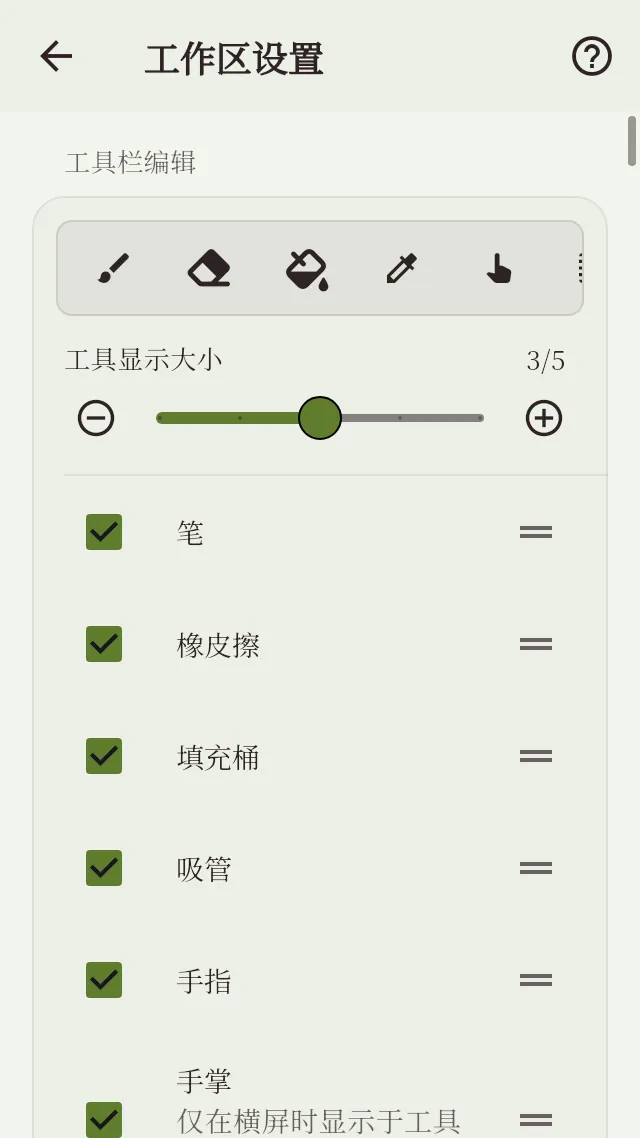 工作区设置
工具栏编辑
工具显示大小
3/5
笔
橡皮擦
填充桶
吸管
手指
手掌
仅在横屏时显示于工具